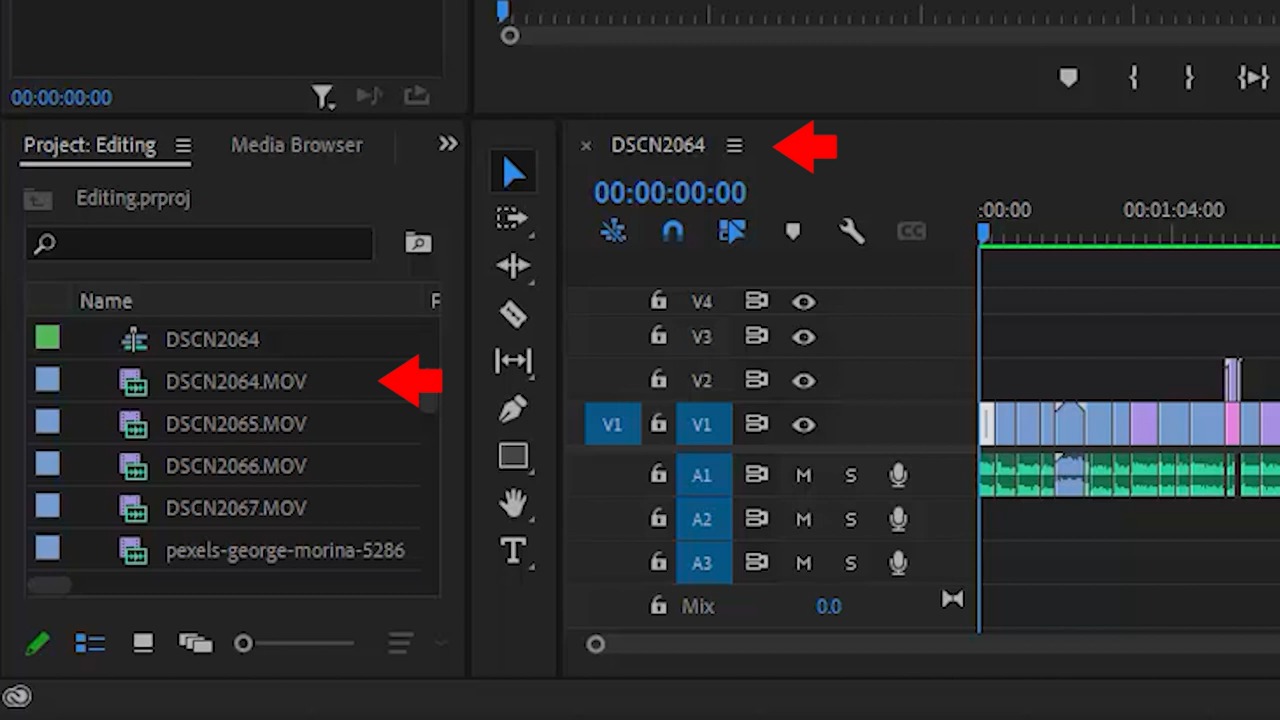 00:00:00:00
Project: Editing
Media Browser
Editing.prproj
Name
F
DSCN2064
DSCN2064.MOV
DSCN2065.MOV
DSCN2066.MOV
DSCN2067.MOV
pexels-george-morina-5286
× DSCN2064
00:00:00:00
CC
:00:00
00:01:04:00
V4
V3
V2
V1 V1
A1 M S
A2 M S
A3 M S
Mix 0.0
T